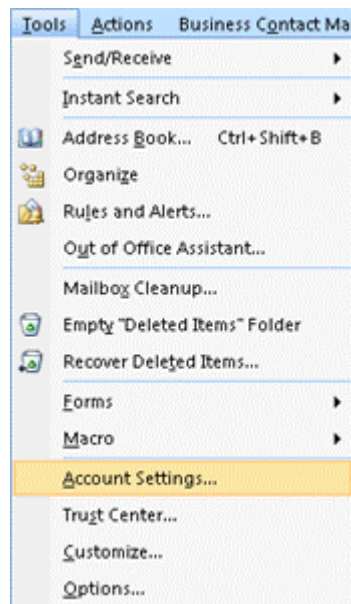 Tools Actions Business Contact Ma
Send/Receive
Instant Search
Address Book... Ctrl+Shift+B
Organize
Rules and Alerts...
Out of Office Assistant...
Mailbox Cleanup...
Empty "Deleted Items" Folder
Recover Deleted Items...
Forms
Macro
Account Settings...
Trust Center...
Customize...
Options...